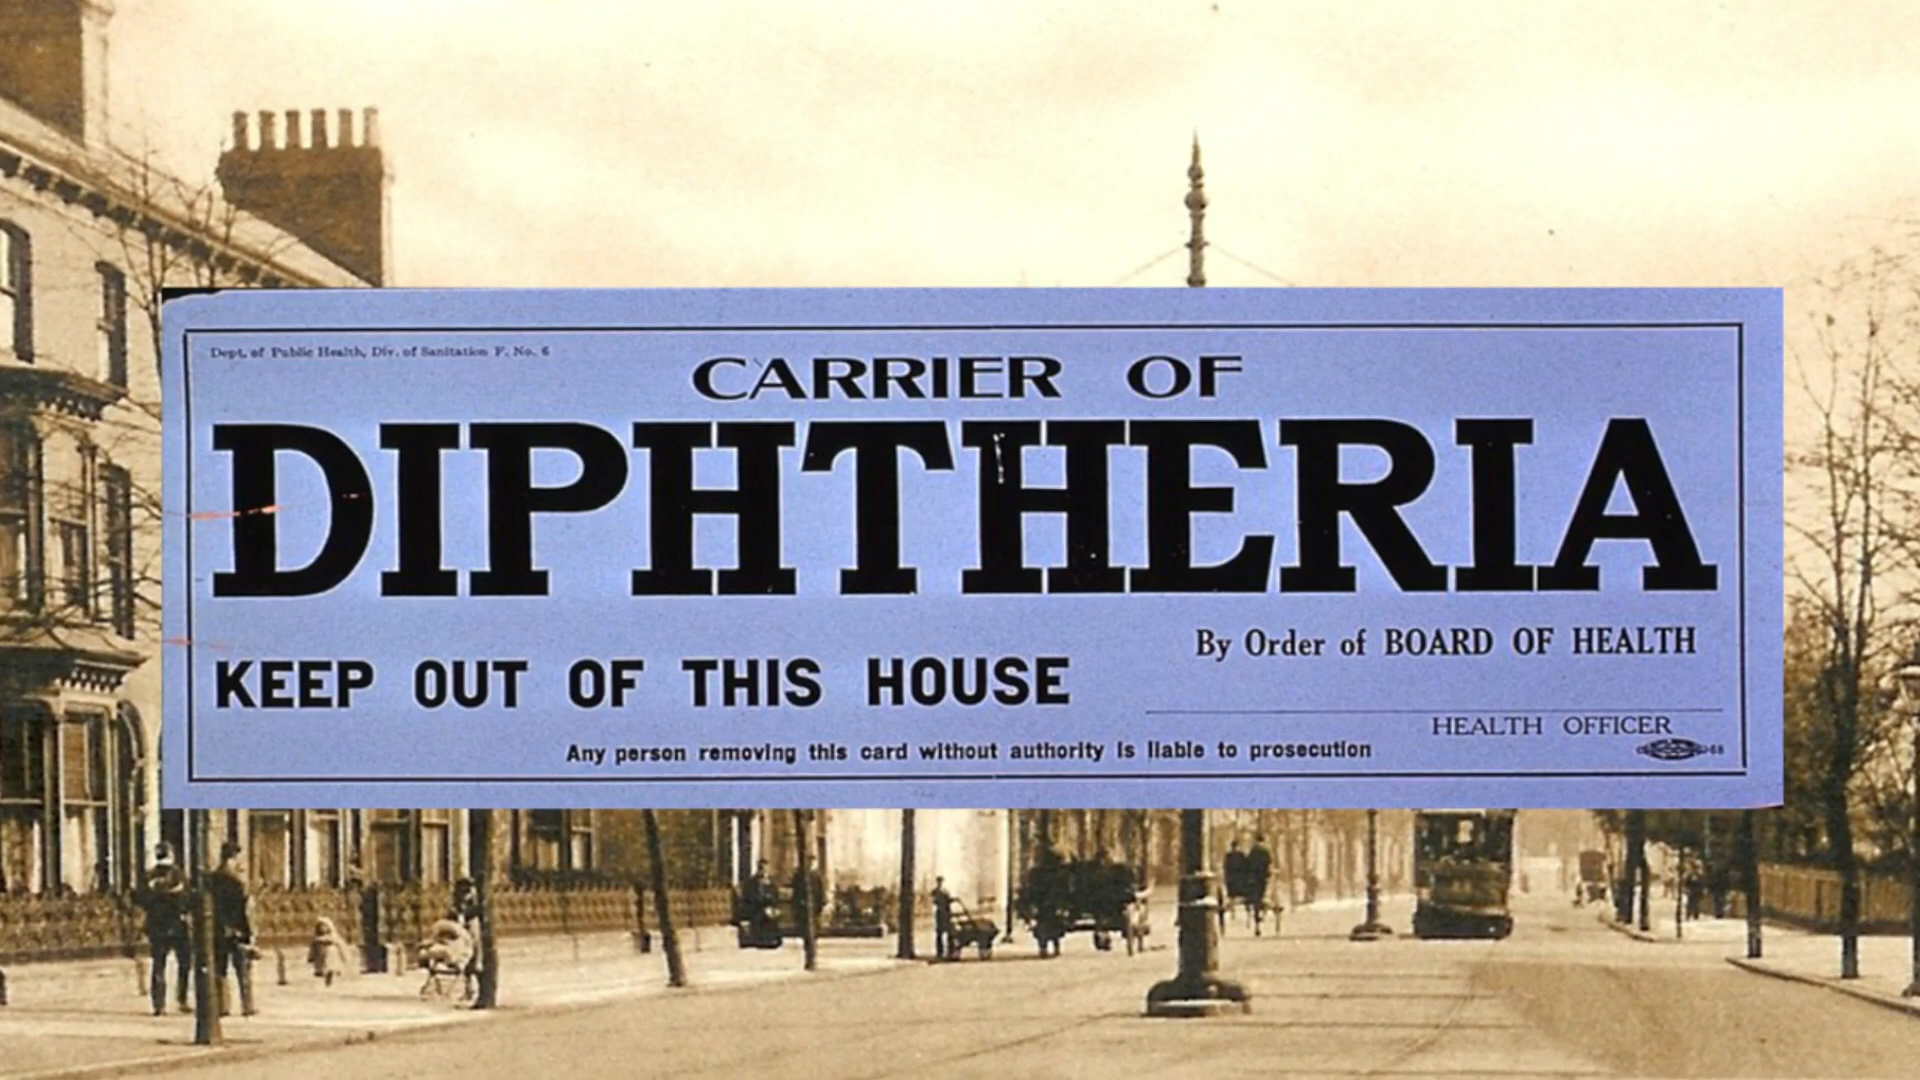 Dept. of Public Health, Div. of Sanitation F. No. 6
CARRIER OF
DIPHTHERIA
By Order of BOARD OF HEALTH
KEEP OUT OF THIS HOUSE
HEALTH OFFICER
Any person removing this card without authority is liable to prosecution